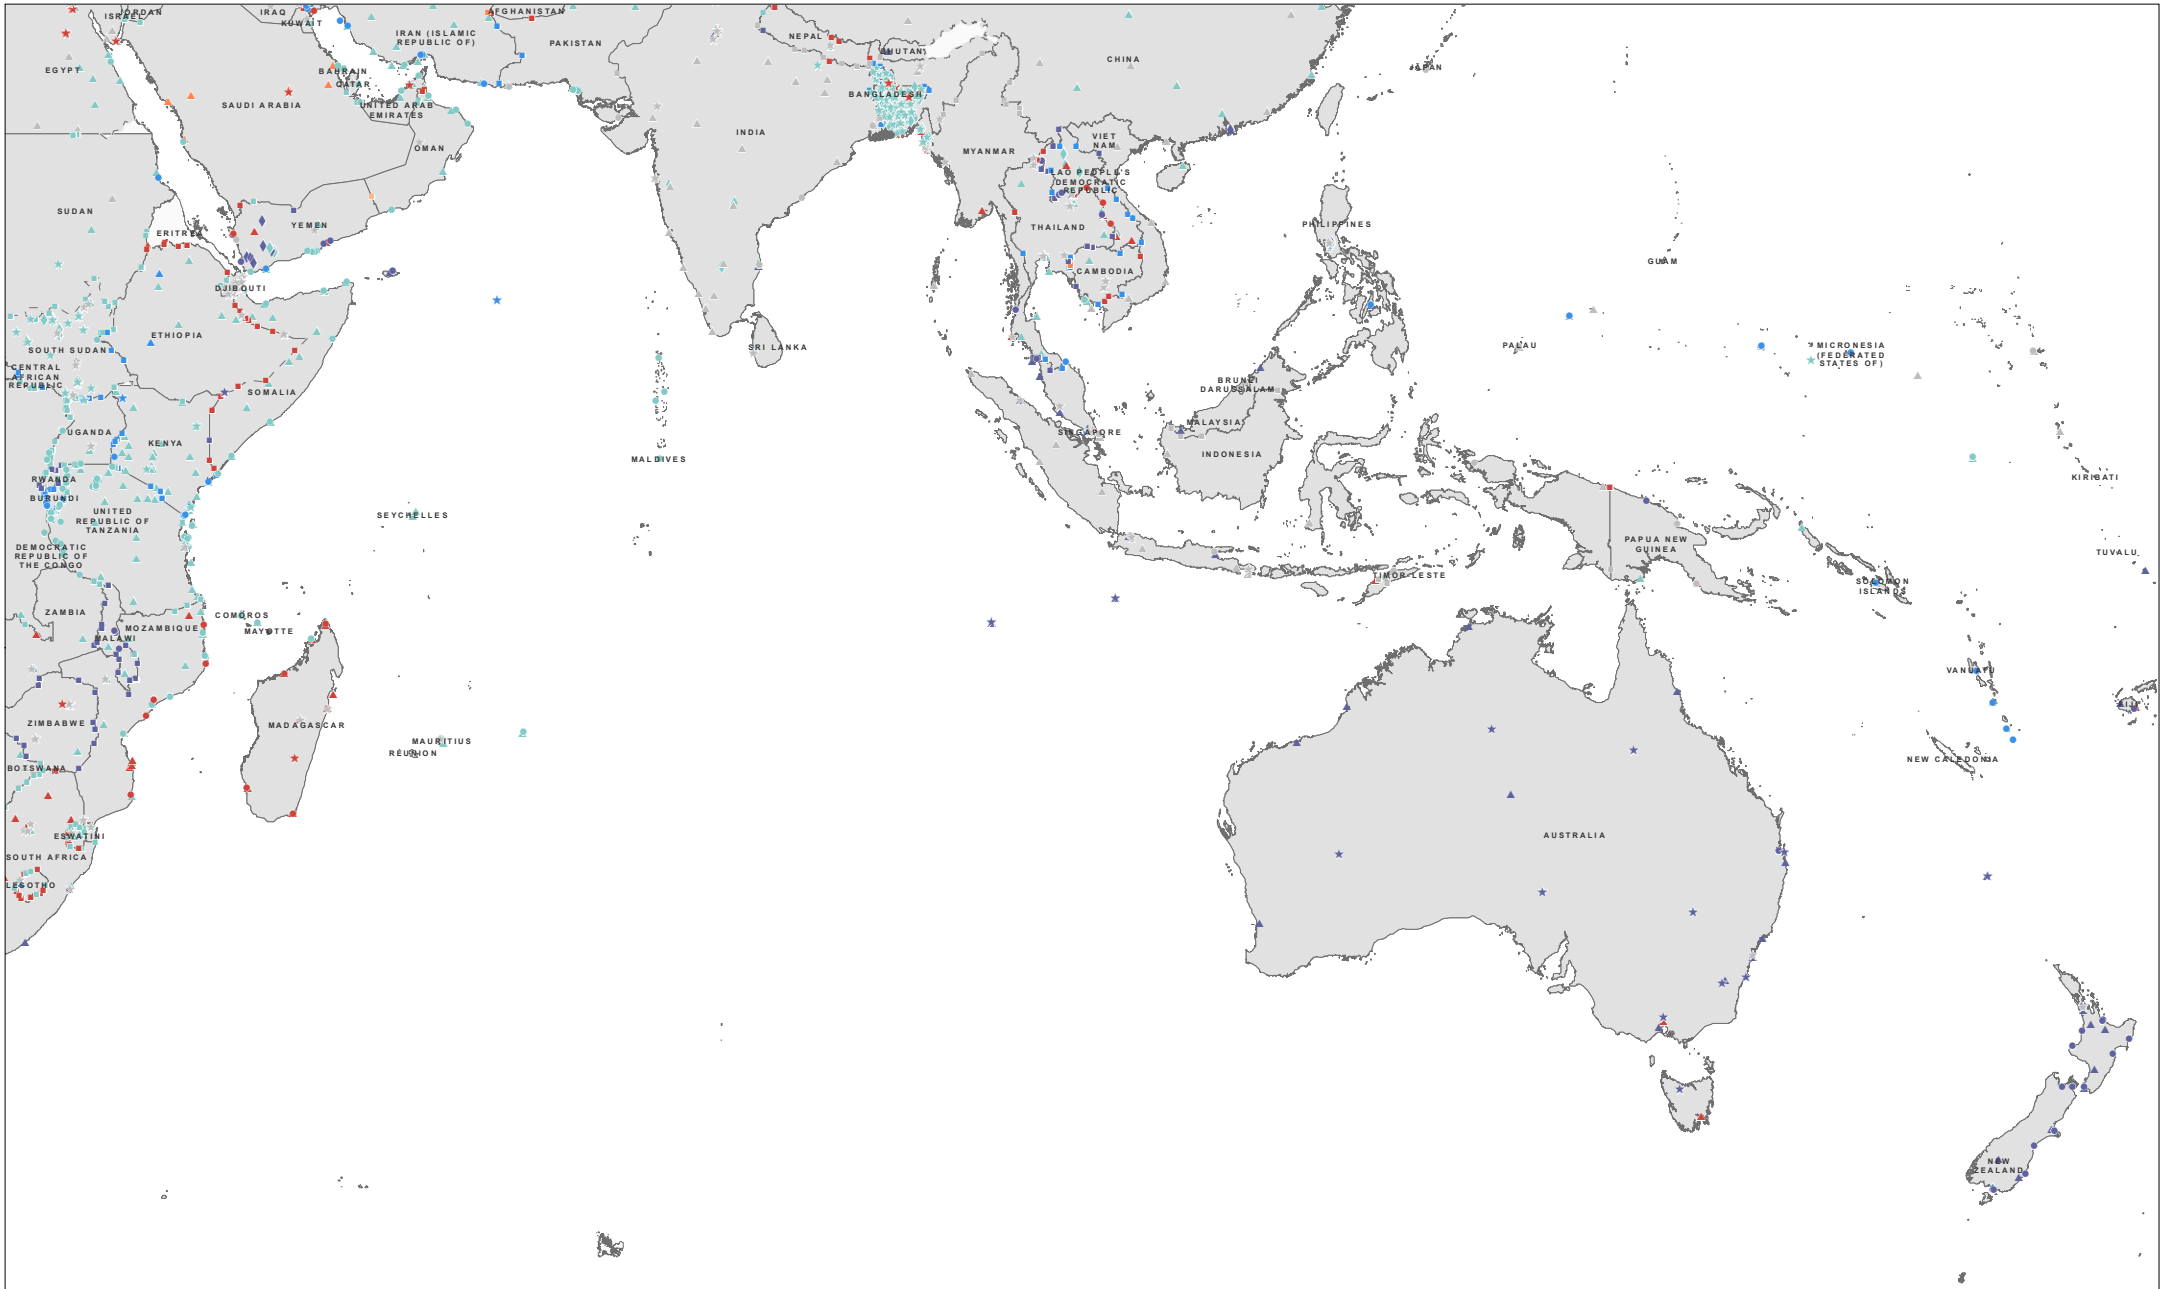 ISRAEL
JORDAN
IRAQ
KUWAIT
IRAN (ISLAMIC
REPUBLIC OF)
AFGHANISTAN
PAKISTAN
NEPAL
BHUTAN
CHINA
JAPAN
EGYPT
BAHRAIN
QATAR
SAUDI ARABIA
UNITED ARAB
EMIRATES
OMAN
BANGLADESH
INDIA
MYANMAR
VIET
NAM
LAO PEOPLE'S
DEMOCRATIC
REPUBLIC
SUDAN
ERITREA
YEMEN
THAILAND
PHILIPPINES
GUAM
DJIBOUTI
CAMBODIA
ETHIOPIA
SOUTH SUDAN
SRI LANKA
PALAU
MICRONESIA
(FEDERATED
STATES OF)
CENTRAL
AFRICAN
REPUBLIC
SOMALIA
BRUNEI
DARUSSALAM
UGANDA
KENYA
MALAYSIA
SINGAPORE
INDONESIA
MALDIVES
RWANDA
BURUNDI
KIRIBATI
UNITED
REPUBLIC OF
TANZANIA
SEYCHELLES
DEMOCRATIC
REPUBLIC OF
THE CONGO
PAPUA NEW
GUINEA
TUVALU
TIMOR-LESTE
SOLOMON
ISLANDS
ZAMBIA
COMOROS
MAYOTTE
MALAWI
MOZAMBIQUE
VANUATU
FIJI
ZIMBABWE
MADAGASCAR
MAURITIUS
RÉUNION
NEW CALEDONIA
BOTSWANA
ESWATINI
AUSTRALIA
SOUTH AFRICA
LESOTHO
NEW
ZEALAND